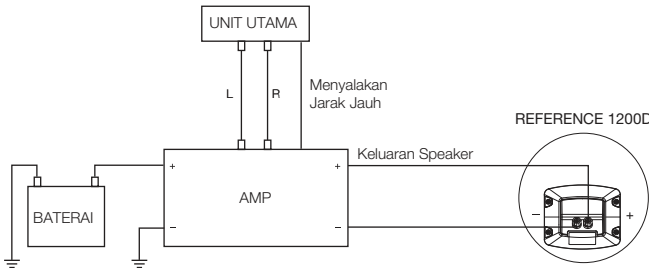 UNIT UTAMA
L
R
Menyalakan
Jarak Jauh
REFERENCE 1200D
Keluaran Speaker
+
+
AMP
BATERAI
–
–
–
+